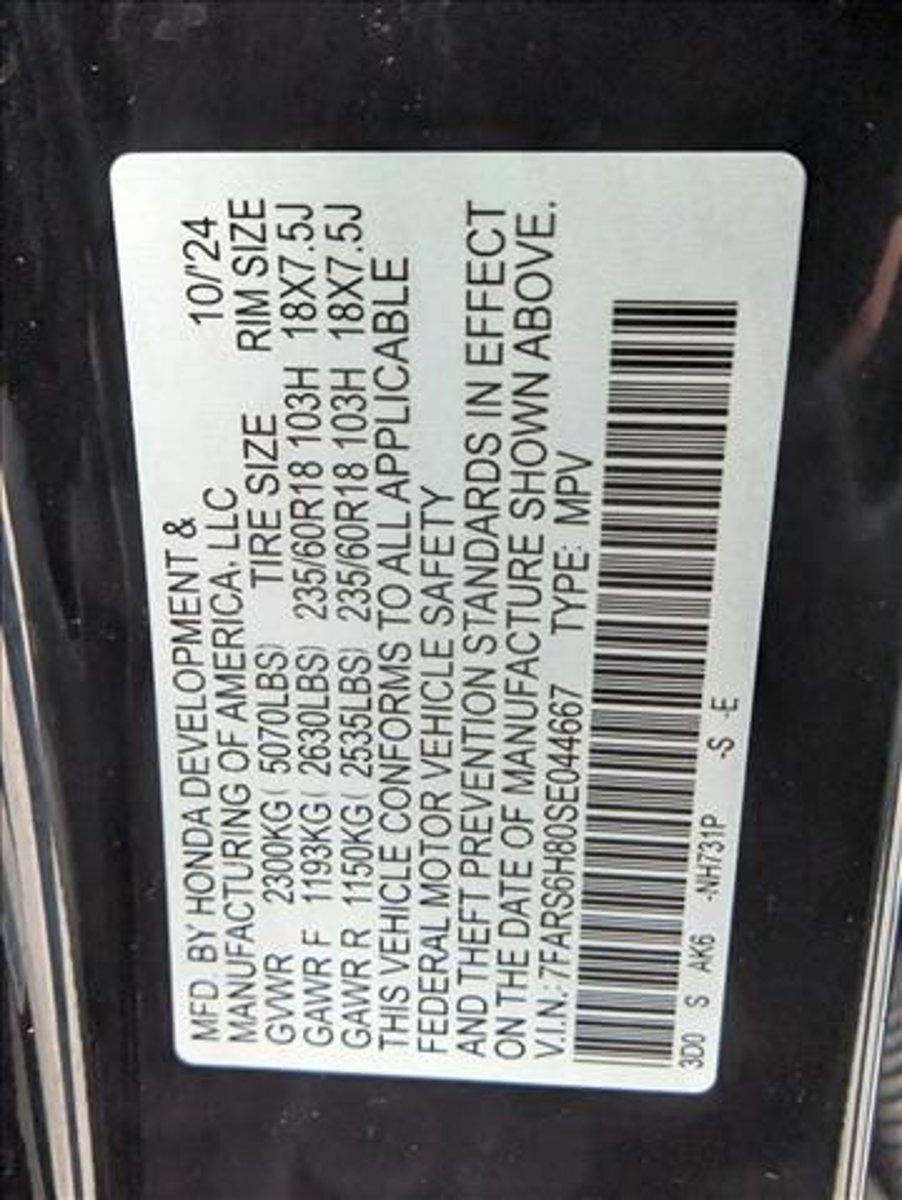 MFD. BY HONDA DEVELOPMENT & 10/'24
MANUFACTURING OF AMERICA, LLC
TIRE SIZE RIM SIZE
GVWR 2300KG( 5070LBS)
GAWR F 1193KG( 2630LBS) 235/60R18 103H 18X7.5J
GAWR R 1150KG( 2535LBS) 235/60R18 103H 18X7.5J
THIS VEHICLE CONFORMS TO ALL APPLICABLE
FEDERAL MOTOR VEHICLE SAFETY
AND THEFT PREVENTION STANDARDS IN EFFECT
ON THE DATE OF MANUFACTURE SHOWN ABOVE.
V.I.N.: 7FARS6H80SE044667 TYPE: MPV
3D0 S AK6 -NH731P -S -E